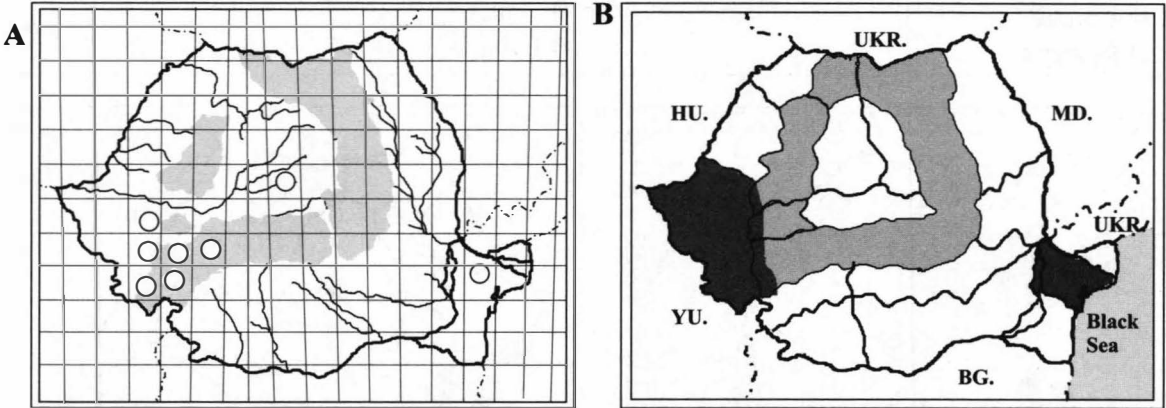 A
B
UKR.
HU.
MD.
UKR.
YU.
Black
Sea
BG.